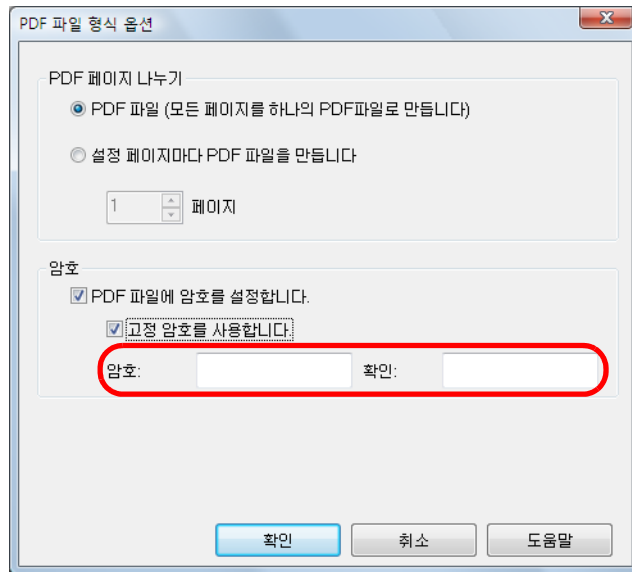 PDF 파일 형식 옵션
PDF 페이지 나누기
PDF 파일 (모든 페이지를 하나의 PDF파일로 만듭니다)
설정 페이지마다 PDF 파일을 만듭니다
1 페이지
암호
PDF 파일에 암호를 설정합니다.
고정 암호를 사용합니다.
암호: 확인:
확인 취소 도움말